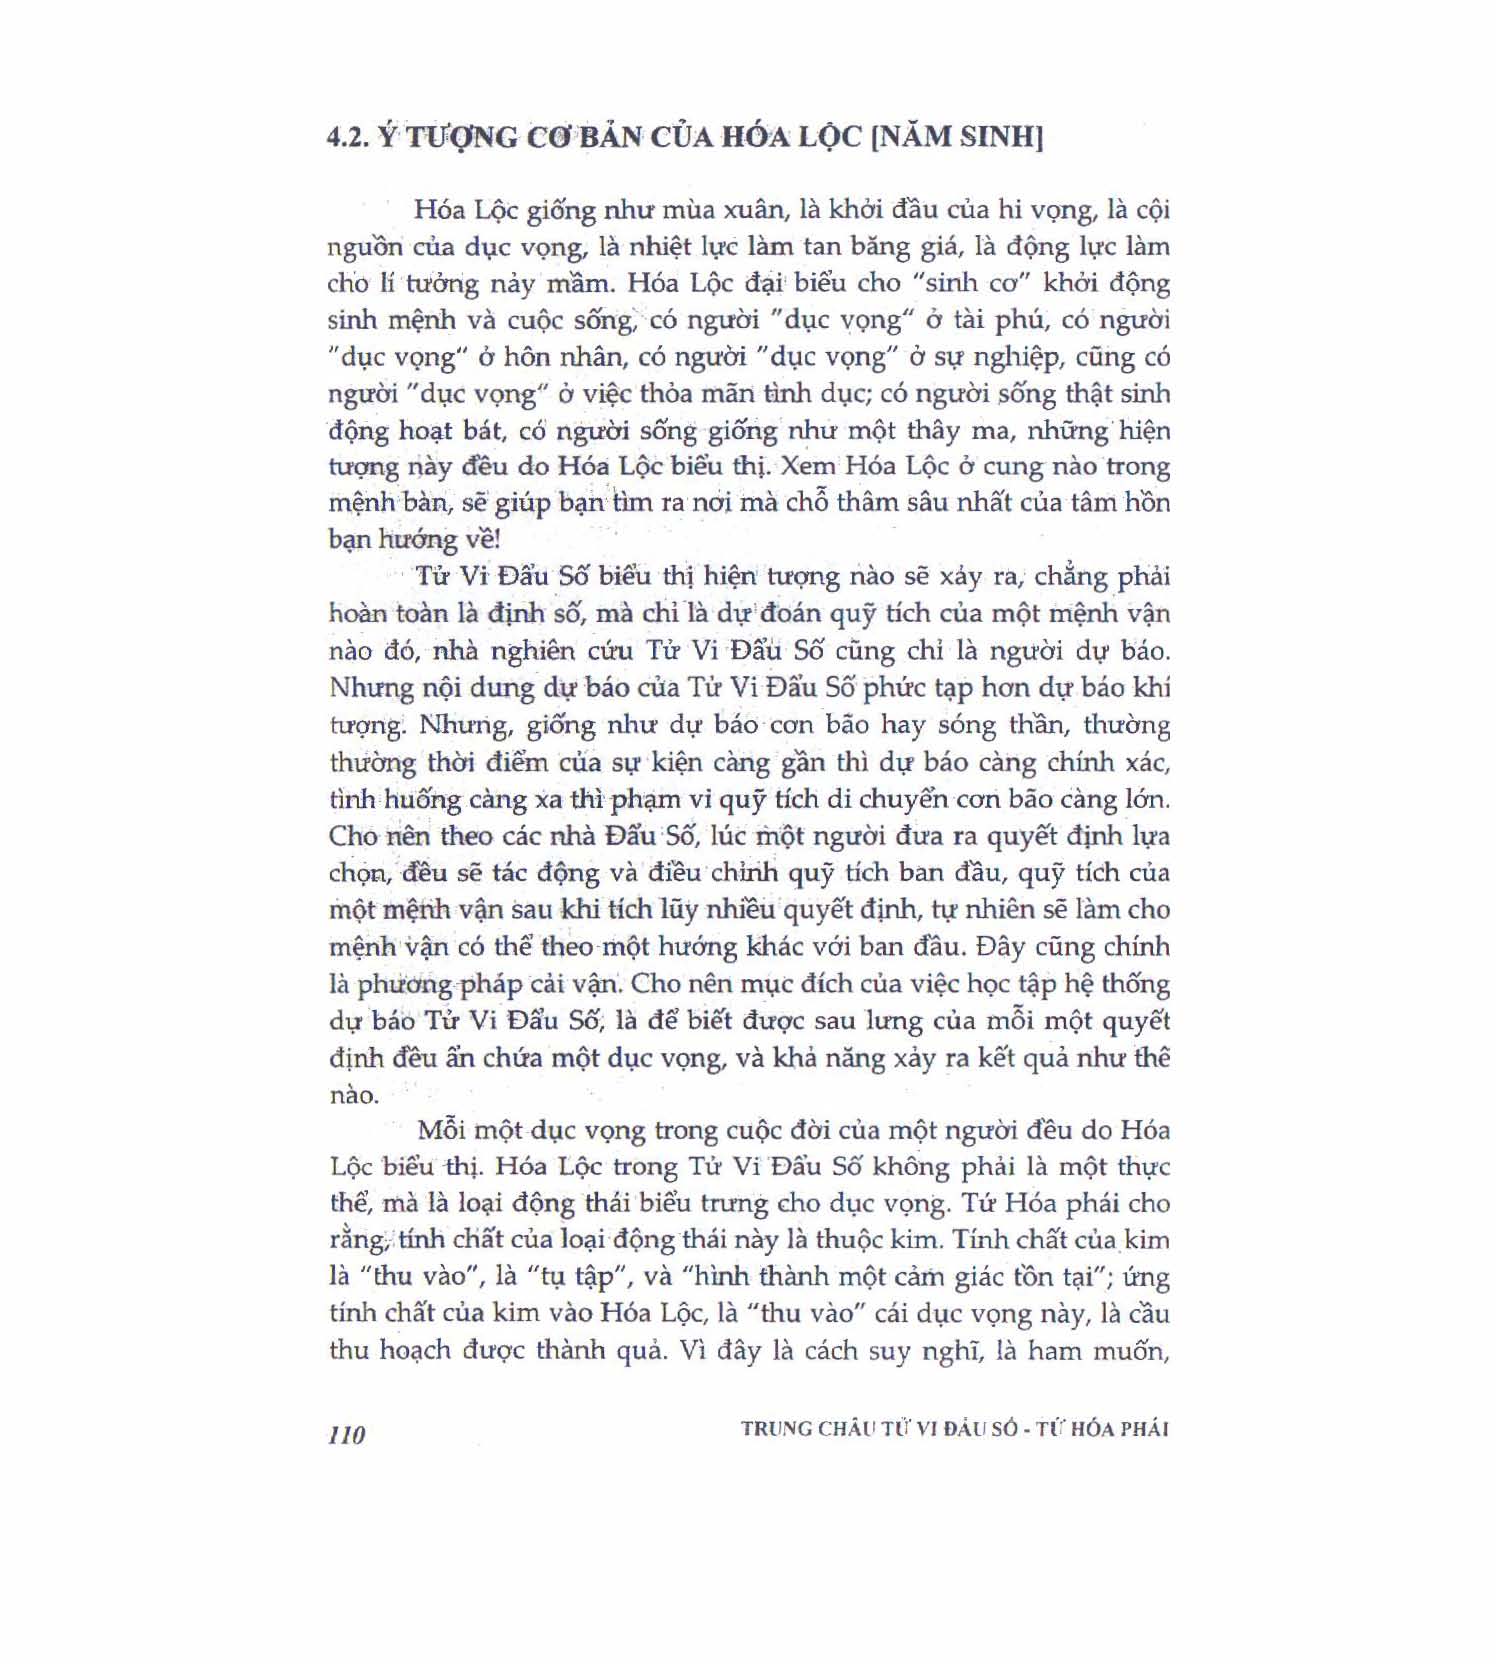 4.2. Ý TƯỢNG CƠ BẢN CỦA HÓA LỘC [NĂM SINH]
Hóa Lộc giống như mùa xuân, là khởi đầu của hi vọng, là cội
nguồn của dục vọng, là nhiệt lực làm tan băng giá, là động lực làm
cho lí tưởng nảy mầm. Hóa Lộc đại biểu cho "sinh cơ" khởi động
sinh mệnh và cuộc sống, có người "dục vọng" ở tài phú, có người
"dục vọng" ở hôn nhân, có người "dục vọng" ở sự nghiệp, cũng có
người "dục vọng" ở việc thỏa mãn tình dục; có người sống thật sinh
động hoạt bát, có người sống giống như một thây ma, những hiện
tượng này đều do Hóa Lộc biểu thị. Xem Hóa Lộc ở cung nào trong
mệnh bàn, sẽ giúp bạn tìm ra nơi mà chỗ thâm sâu nhất của tâm hồn
bạn hướng về!
Tử Vi Đẩu Số biểu thị hiện tượng nào sẽ xảy ra, chẳng phải
hoàn toàn là định số, mà chỉ là dự đoán quỹ tích của một mệnh vận
nào đó, nhà nghiên cứu Tử Vi Đẩu Số cũng chỉ là người dự báo.
Nhưng nội dung dự báo của Tử Vi Đẩu Số phức tạp hơn dự báo khí
tượng. Nhưng, giống như dự báo cơn bão hay sóng thần, thường
thường thời điểm của sự kiện càng gần thì dự báo càng chính xác,
tình huống càng xa thì phạm vi quỹ tích di chuyển cơn bão càng lớn.
Cho nên theo các nhà Đẩu Số, lúc một người đưa ra quyết định lựa
chọn, đều sẽ tác động và điều chỉnh quỹ tích ban đầu, quỹ tích của
một mệnh vận sau khi tích lũy nhiều quyết định, tự nhiên sẽ làm cho
mệnh vận có thể theo một hướng khác với ban đầu. Đây cũng chính
là phương pháp cải vận. Cho nên mục đích của việc học tập hệ thống
dự báo Tử Vi Đẩu Số, là để biết được sau lưng của mỗi một quyết
định đều ẩn chứa một dục vọng, và khả năng xảy ra kết quả như thế
nào.
Mỗi một dục vọng trong cuộc đời của một người đều do Hóa
Lộc biểu thị. Hóa Lộc trong Tử Vi Đẩu Số không phải là một thực
thể, mà là loại động thái biểu trưng cho dục vọng. Tứ Hóa phái cho
rằng, tính chất của loại động thái này là thuộc kim. Tính chất của kim
là "thu vào", là "tụ tập", và "hình thành một cảm giác tồn tại"; ứng
tính chất của kim vào Hóa Lộc, là "thu vào" cái dục vọng này, là cầu
thu hoạch được thành quả. Vì đây là cách suy nghĩ, là ham muốn,
110 TRUNG CHÂU TỬ VI ĐẨU SỐ - TỨ HÓA PHÁI